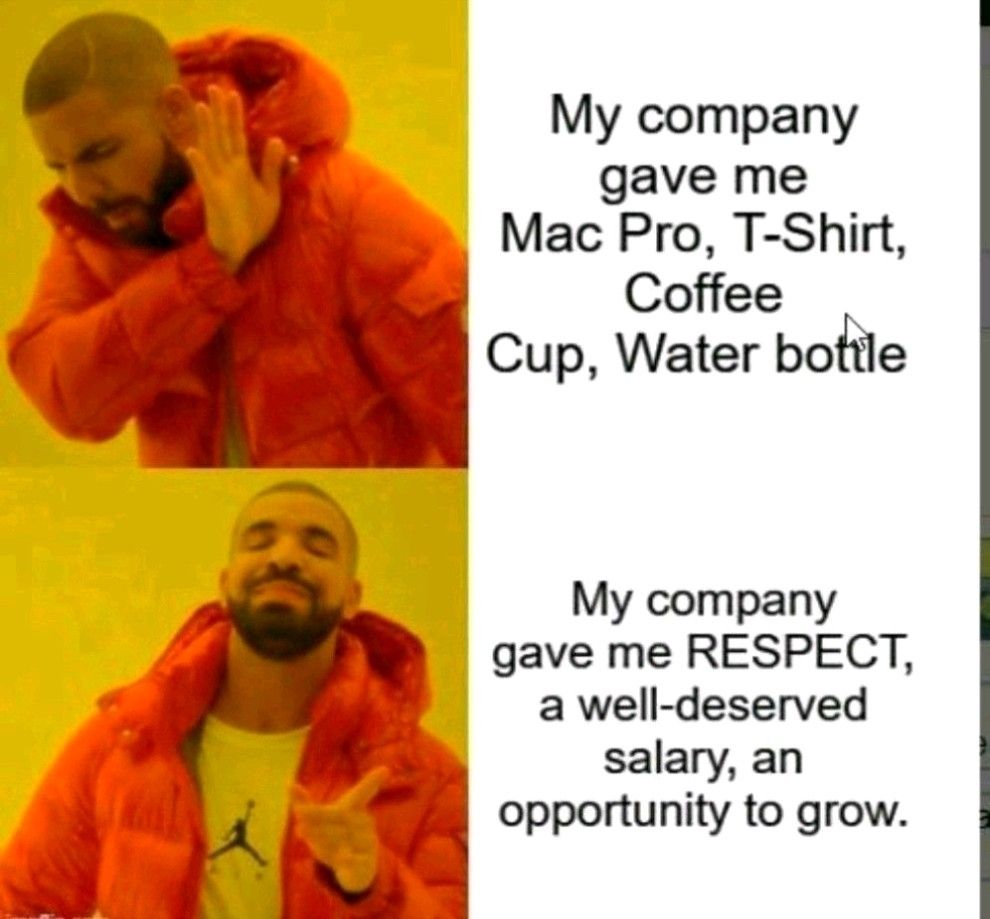 My company
gave me
Mac Pro, T-Shirt,
Coffee
Cup, Water bottle
My company
gave me RESPECT,
a well-deserved
salary, an
opportunity to grow.